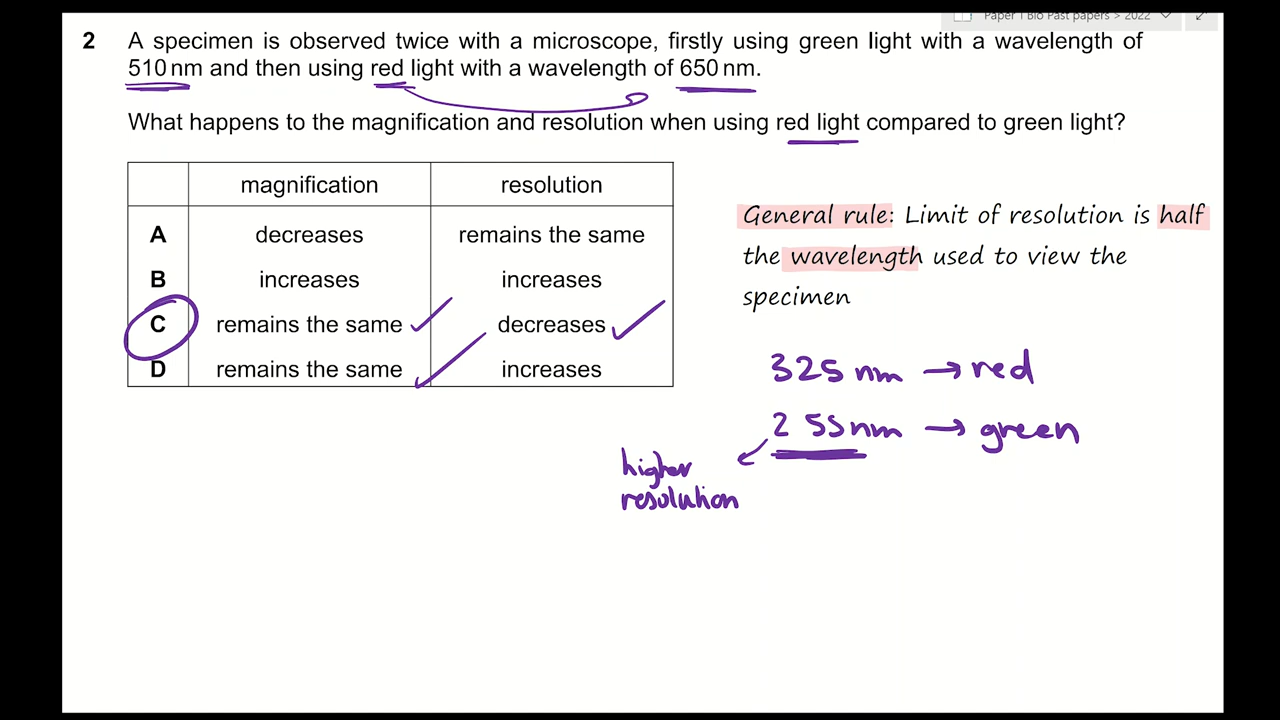 Paper 1 Bio Past papers > 2022
2 A specimen is observed twice with a microscope, firstly using green light with a wavelength of
510 nm and then using red light with a wavelength of 650 nm.
What happens to the magnification and resolution when using red light compared to green light?
magnification resolution
A decreases remains the same
B increases increases
C remains the same decreases
D remains the same increases
General rule: Limit of resolution is half
the wavelength used to view the
specimen
325 nm → red
255nm → green
higher
resolution